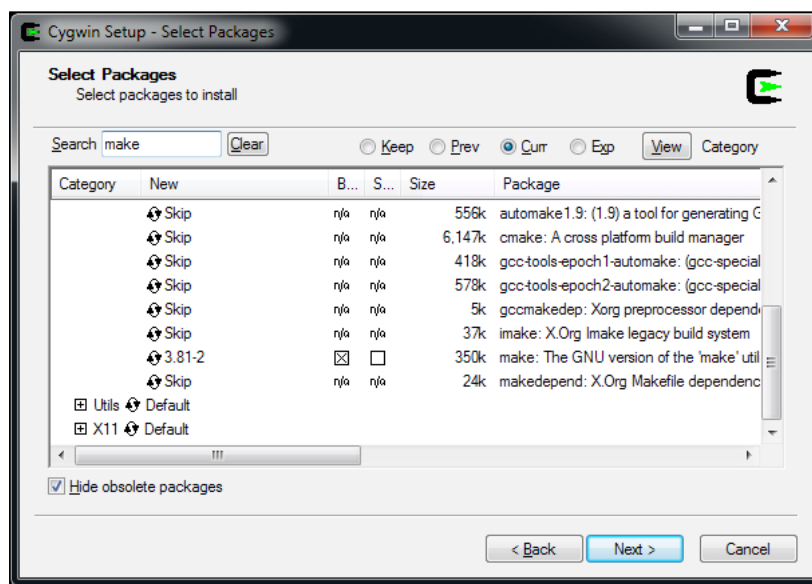 Cygwin Setup - Select Packages
Select Packages
Select packages to install
Search make Clear Keep Prev Curr Exp View Category
Category New B... S... Size Package
Skip n/a n/a 556k automake1.9: (1.9) a tool for generating G
Skip n/a n/a 6,147k cmake: A cross platform build manager
Skip n/a n/a 418k gcc-tools-epoch1-automake: (gcc-special
Skip n/a n/a 578k gcc-tools-epoch2-automake: (gcc-special
Skip n/a n/a 5k gccmakedep: Xorg preprocessor depend
Skip n/a n/a 37k imake: X.Org Imake legacy build system
3.81-2 350k make: The GNU version of the 'make' util
Skip n/a n/a 24k makedepend: X.Org Makefile dependenc
Utils Default
X11 Default
Hide obsolete packages
< Back Next > Cancel